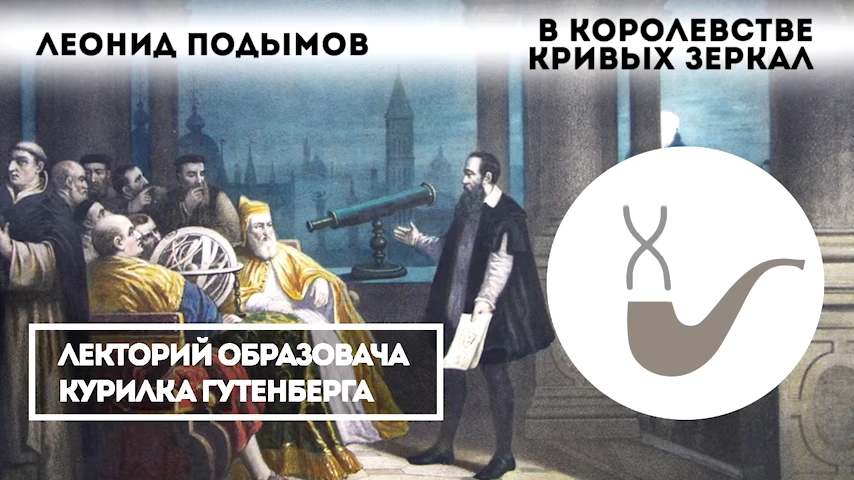 ЛЕОНИД ПОДЫМОВ
В КОРОЛЕВСТВЕ
КРИВЫХ ЗЕРКАЛ
ЛЕКТОРИЙ ОБРАЗОВАЧА
КУРИЛКА ГУТЕНБЕРГА